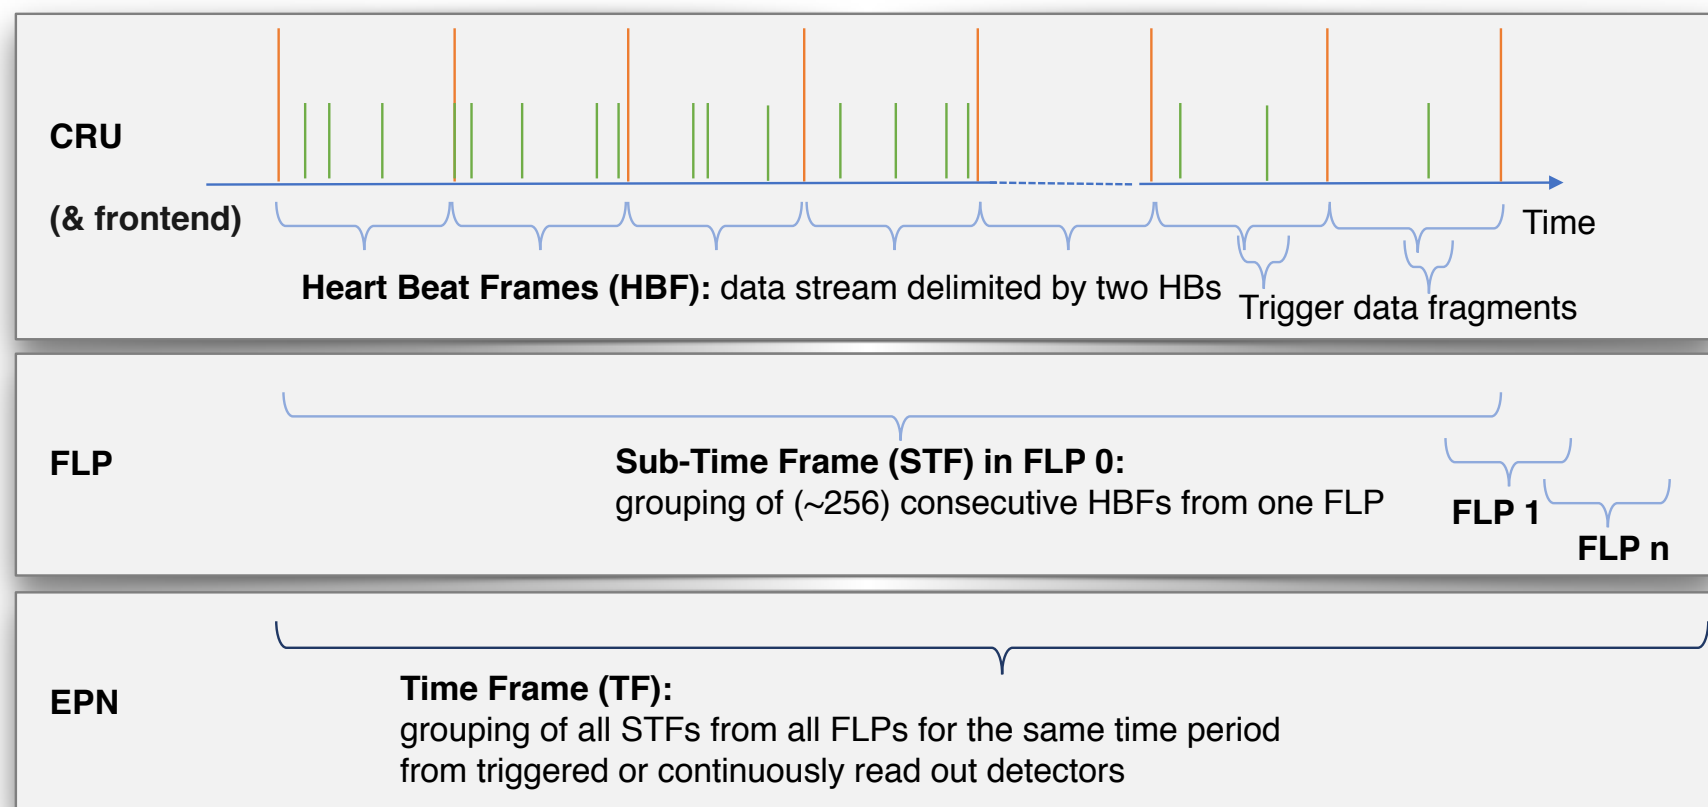 CRU
(& frontend)
Time
Heart Beat Frames (HBF): data stream delimited by two HBs
Trigger data fragments
FLP
Sub-Time Frame (STF) in FLP 0:
grouping of (~256) consecutive HBFs from one FLP
FLP 1
FLP n
EPN
Time Frame (TF):
grouping of all STFs from all FLPs for the same time period
from triggered or continuously read out detectors